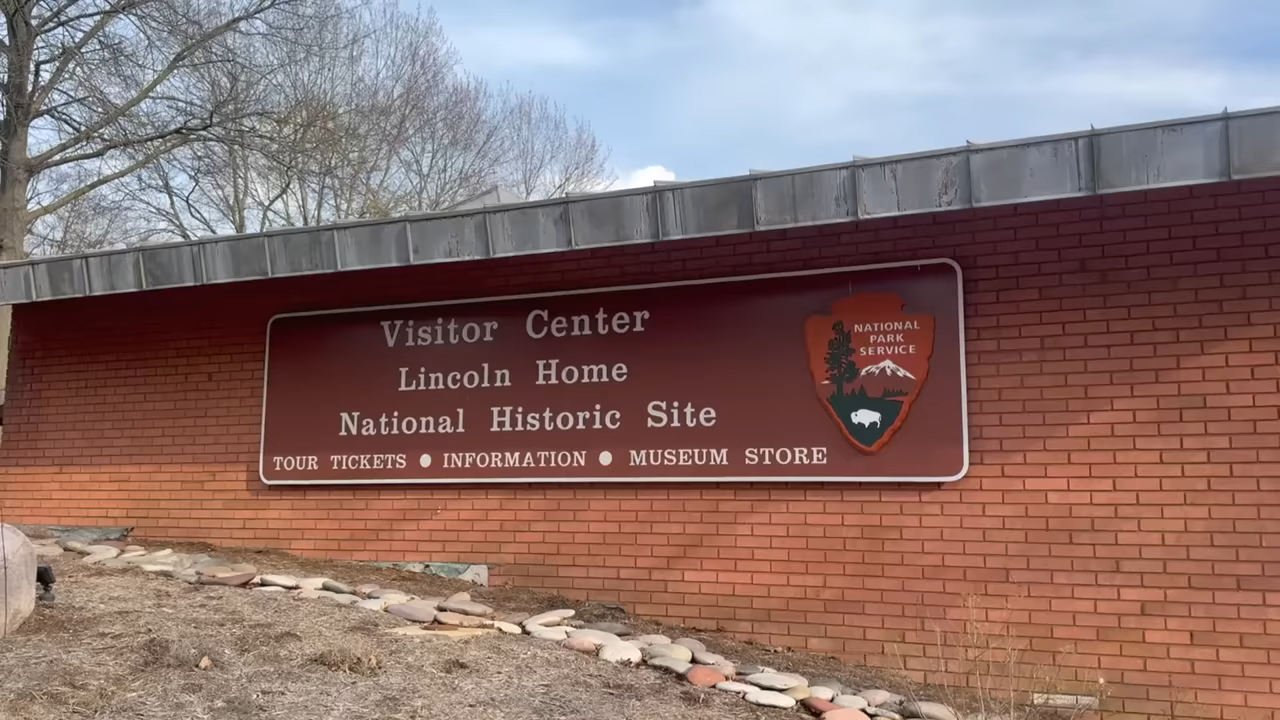 Visitor Center
Lincoln Home
National Historic Site
TOUR TICKETS ● INFORMATION ● MUSEUM STORE
NATIONAL
PARK
SERVICE